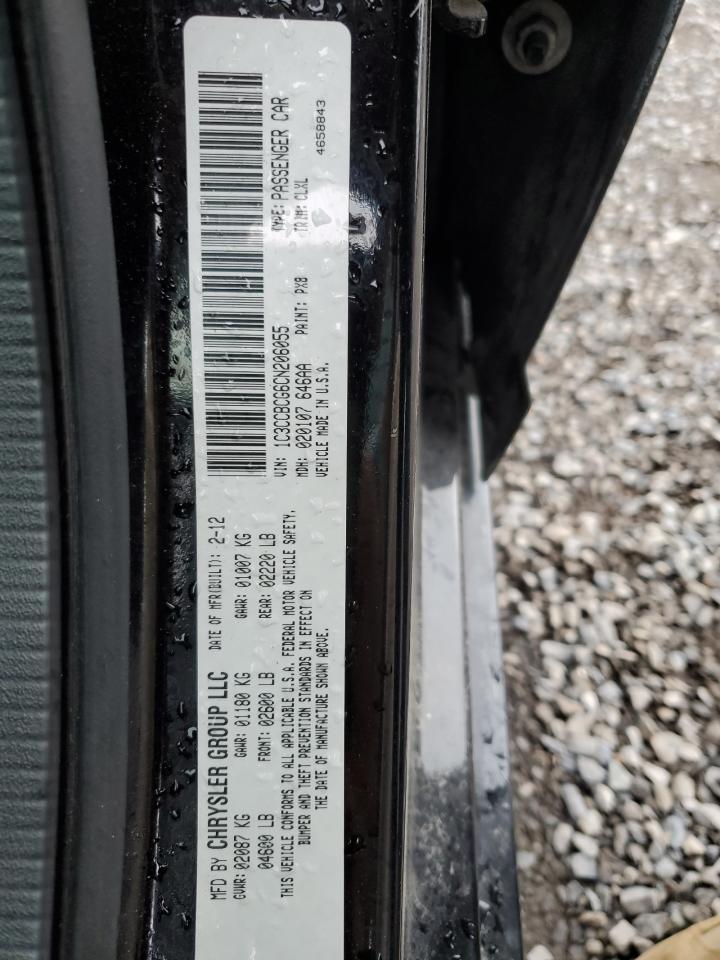 MFD BY CHRYSLER GROUP LLC DATE OF MFR(BUILT): 2-12
GVWR: 02087 KG GAWR: 01180 KG GAWR: 01007 KG
04600 LB FRONT: 02600 LB REAR: 02220 LB
THIS VEHICLE CONFORMS TO ALL APPLICABLE U.S.A. FEDERAL MOTOR VEHICLE SAFETY,
BUMPER AND THEFT PREVENTION STANDARDS IN EFFECT ON
THE DATE OF MANUFACTURE SHOWN ABOVE.
VIN: 1C3CCBCG6CN206055 TYPE: PASSENGER CAR
MDH: 020107 646AA PAINT: PX8 TRIM: CLXL
VEHICLE MADE IN U.S.A. 4658843